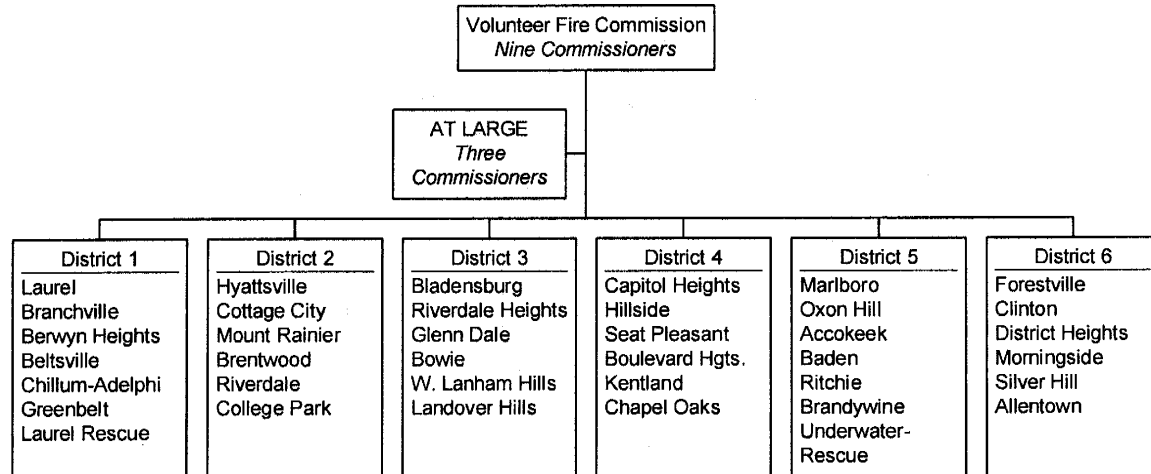 Volunteer Fire Commission
Nine Commissioners
AT LARGE
Three
Commissioners
District 1
Laurel
Branchville
Berwyn Heights
Beltsville
Chillum-Adelphi
Greenbelt
Laurel Rescue
District 2
Hyattsville
Cottage City
Mount Rainier
Brentwood
Riverdale
College Park
District 3
Bladensburg
Riverdale Heights
Glenn Dale
Bowie
W. Lanham Hills
Landover Hills
District 4
Capitol Heights
Hillside
Seat Pleasant
Boulevard Hgts.
Kentland
Chapel Oaks
District 5
Marlboro
Oxon Hill
Accokeek
Baden
Ritchie
Brandywine
Underwater-
Rescue
District 6
Forestville
Clinton
District Heights
Morningside
Silver Hill
Allentown